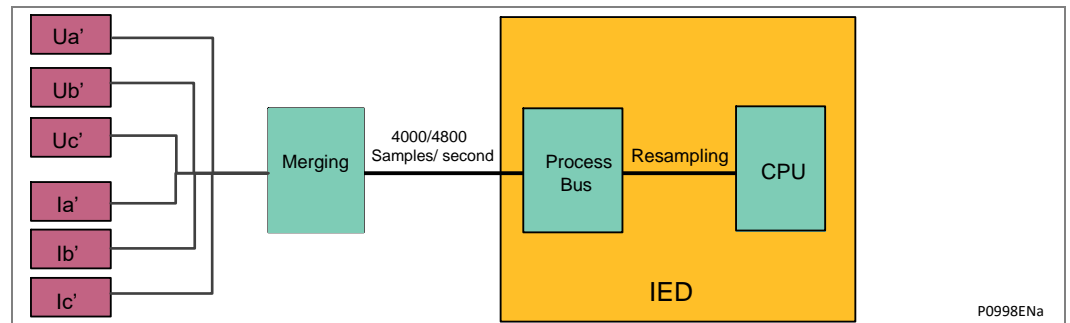 Ua’
Ub’
Uc’
Ia’
Ib’
Ic’
Merging
4000/4800
Samples/ second
Process
Bus
Resampling
CPU
IED
P0998ENa